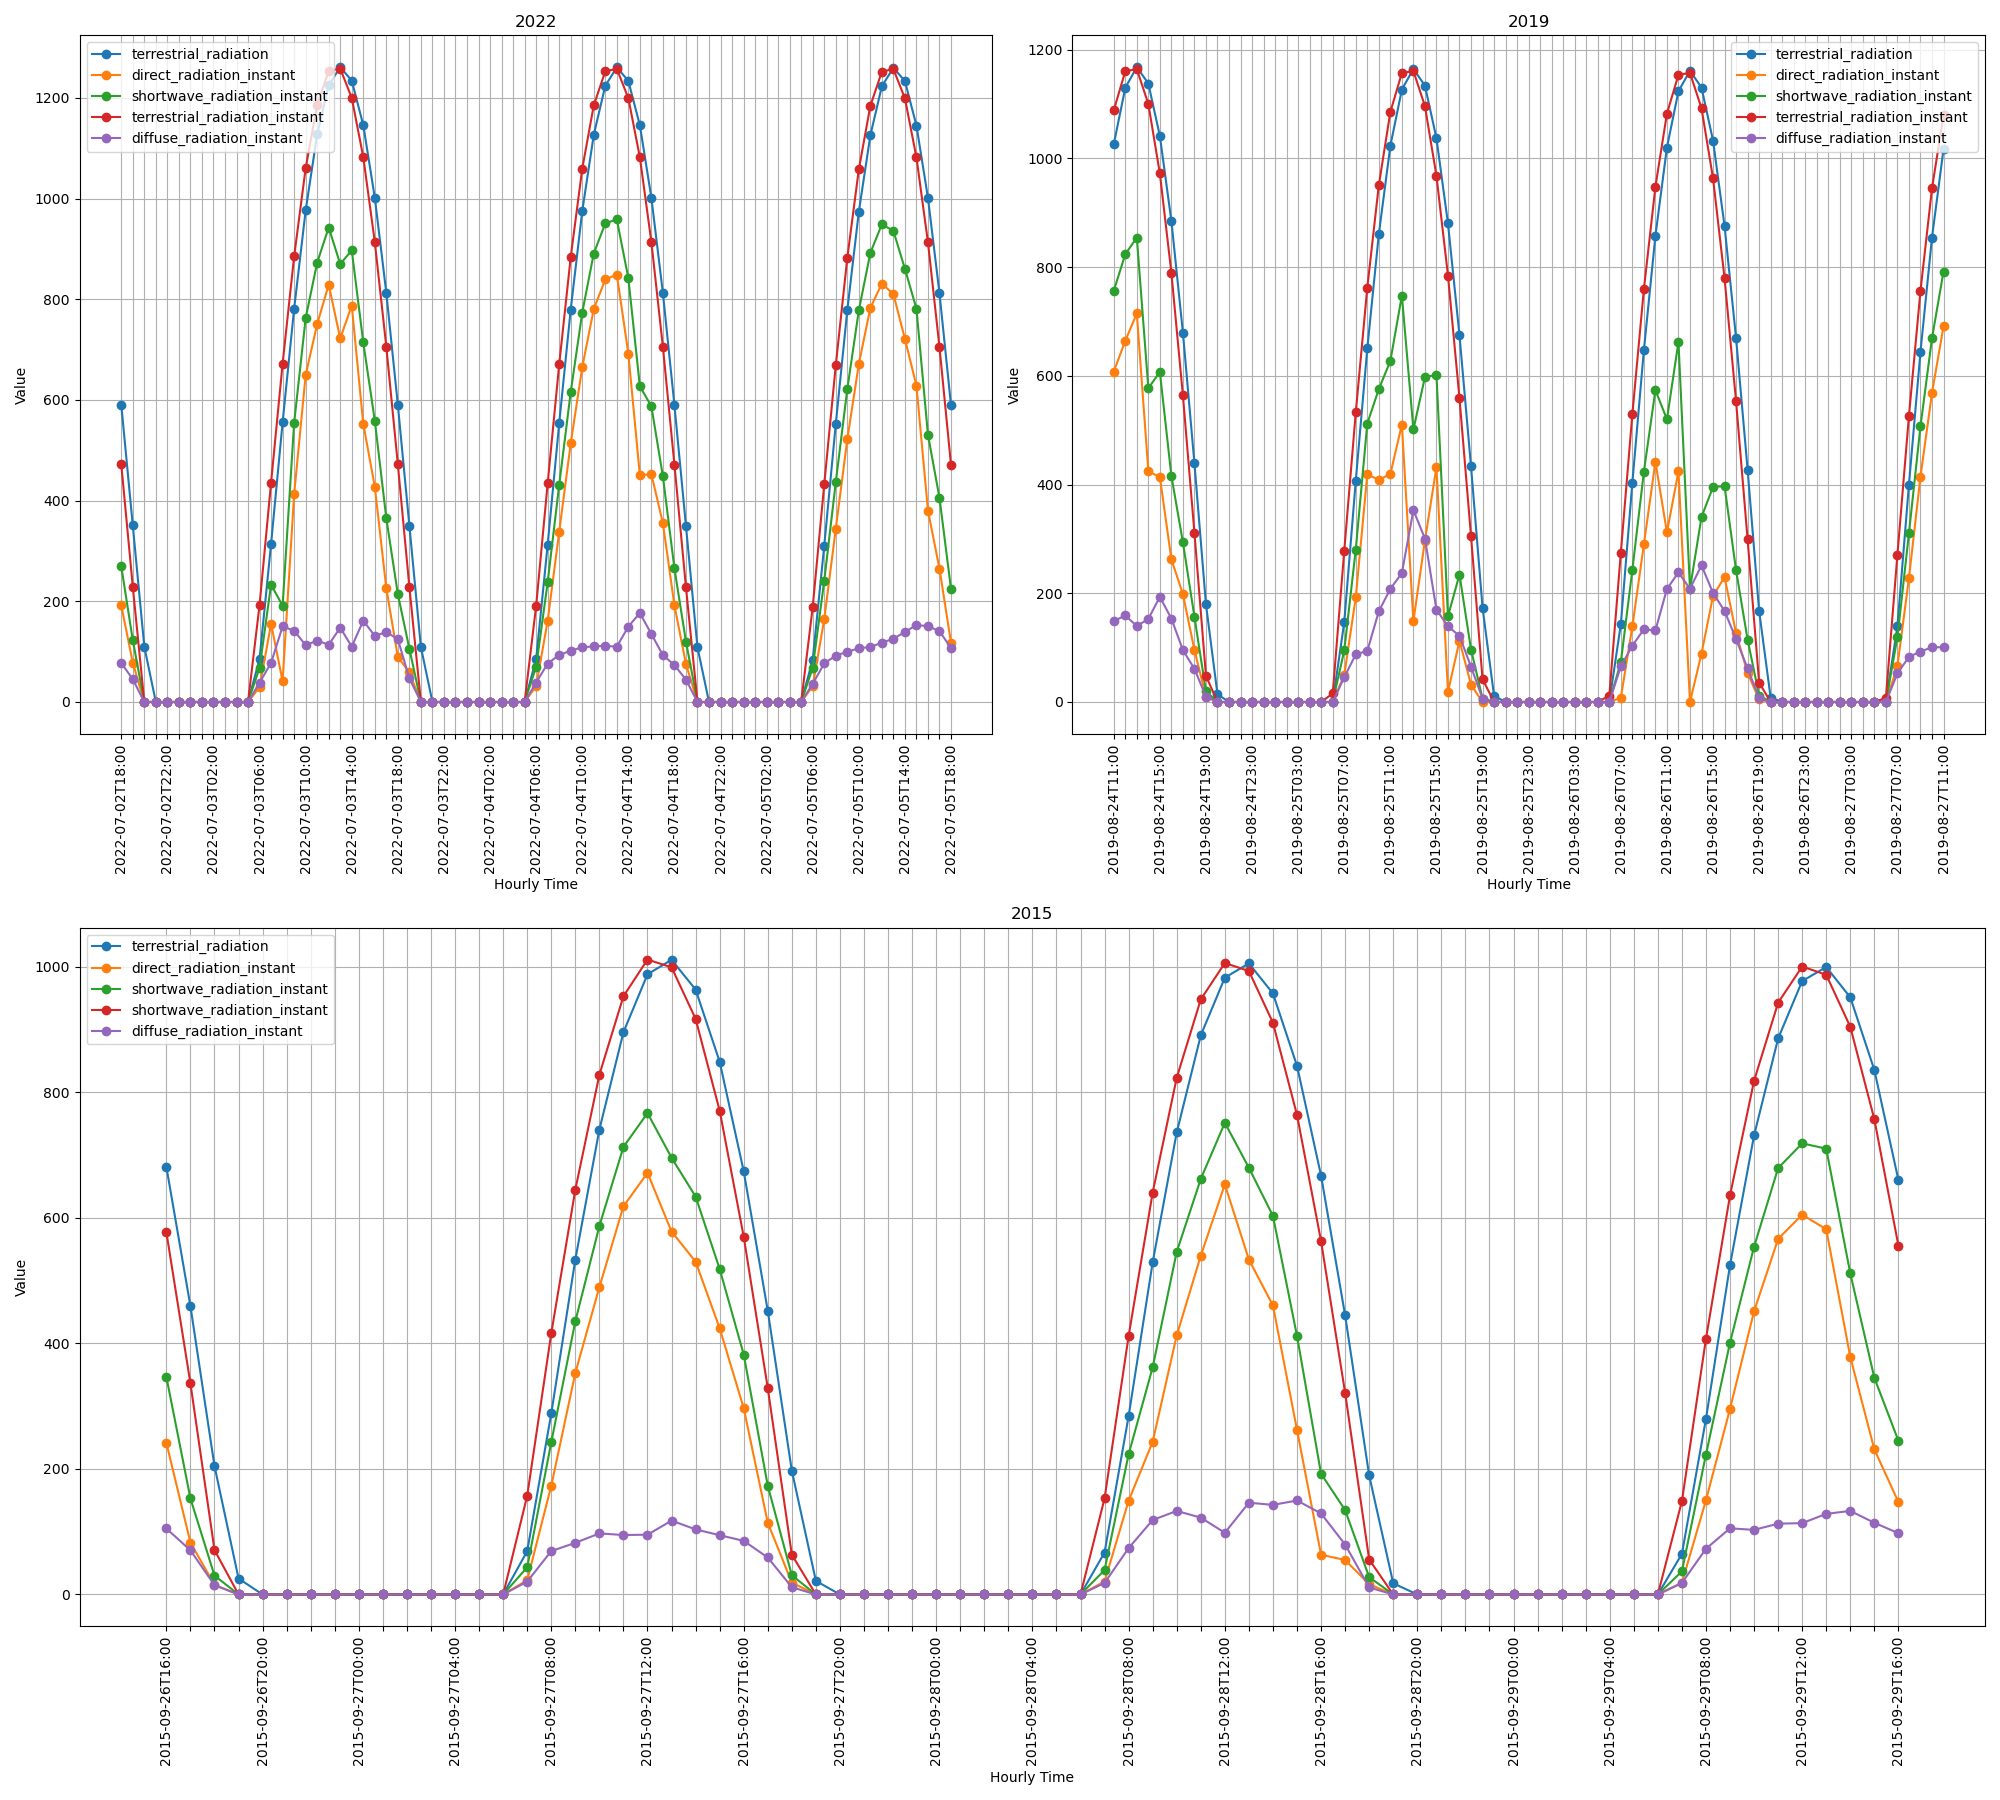 2022
terrestrial_radiation
direct_radiation_instant
shortwave_radiation_instant
terrestrial_radiation_instant
diffuse_radiation_instant
Value
1200
1000
800
600
400
200
0
2022-07-02T18:00
2022-07-02T22:00
2022-07-03T02:00
2022-07-03T06:00
2022-07-03T10:00
2022-07-03T14:00
2022-07-03T18:00
2022-07-03T22:00
2022-07-04T02:00
2022-07-04T06:00
2022-07-04T10:00
2022-07-04T14:00
2022-07-04T18:00
2022-07-04T22:00
2022-07-05T02:00
2022-07-05T06:00
2022-07-05T10:00
2022-07-05T14:00
2022-07-05T18:00
Hourly Time
2019
terrestrial_radiation
direct_radiation_instant
shortwave_radiation_instant
terrestrial_radiation_instant
diffuse_radiation_instant
Value
1200
1000
800
600
400
200
0
2019-08-24T11:00
2019-08-24T15:00
2019-08-24T19:00
2019-08-24T23:00
2019-08-25T03:00
2019-08-25T07:00
2019-08-25T11:00
2019-08-25T15:00
2019-08-25T19:00
2019-08-25T23:00
2019-08-26T03:00
2019-08-26T07:00
2019-08-26T11:00
2019-08-26T15:00
2019-08-26T19:00
2019-08-26T23:00
2019-08-27T03:00
2019-08-27T07:00
2019-08-27T11:00
Hourly Time
2015
terrestrial_radiation
direct_radiation_instant
shortwave_radiation_instant
shortwave_radiation_instant
diffuse_radiation_instant
Value
1000
800
600
400
200
0
2015-09-26T16:00
2015-09-26T20:00
2015-09-27T00:00
2015-09-27T04:00
2015-09-27T08:00
2015-09-27T12:00
2015-09-27T16:00
2015-09-27T20:00
2015-09-28T00:00
2015-09-28T04:00
2015-09-28T08:00
2015-09-28T12:00
2015-09-28T16:00
2015-09-28T20:00
2015-09-29T00:00
2015-09-29T04:00
2015-09-29T08:00
2015-09-29T12:00
2015-09-29T16:00
Hourly Time